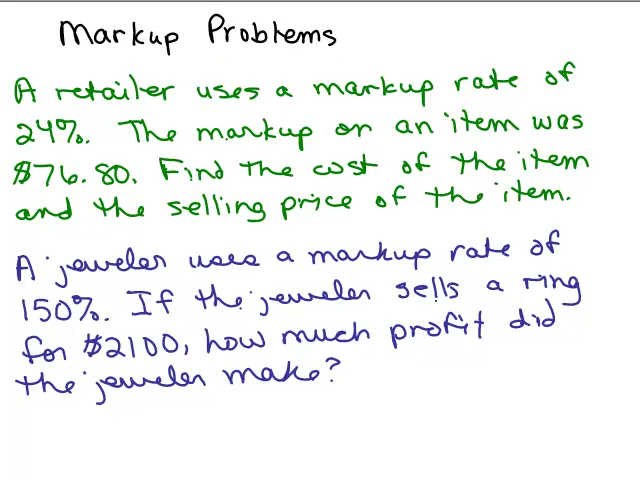 Markup Problems
A retailer uses a markup rate of
24%. The markup on an item was
$76.80. Find the cost of the item
and the selling price of the item.
A jeweler uses a markup rate of
150%. If the jeweler sells a ring
for $2100, how much profit did
the jeweler make?